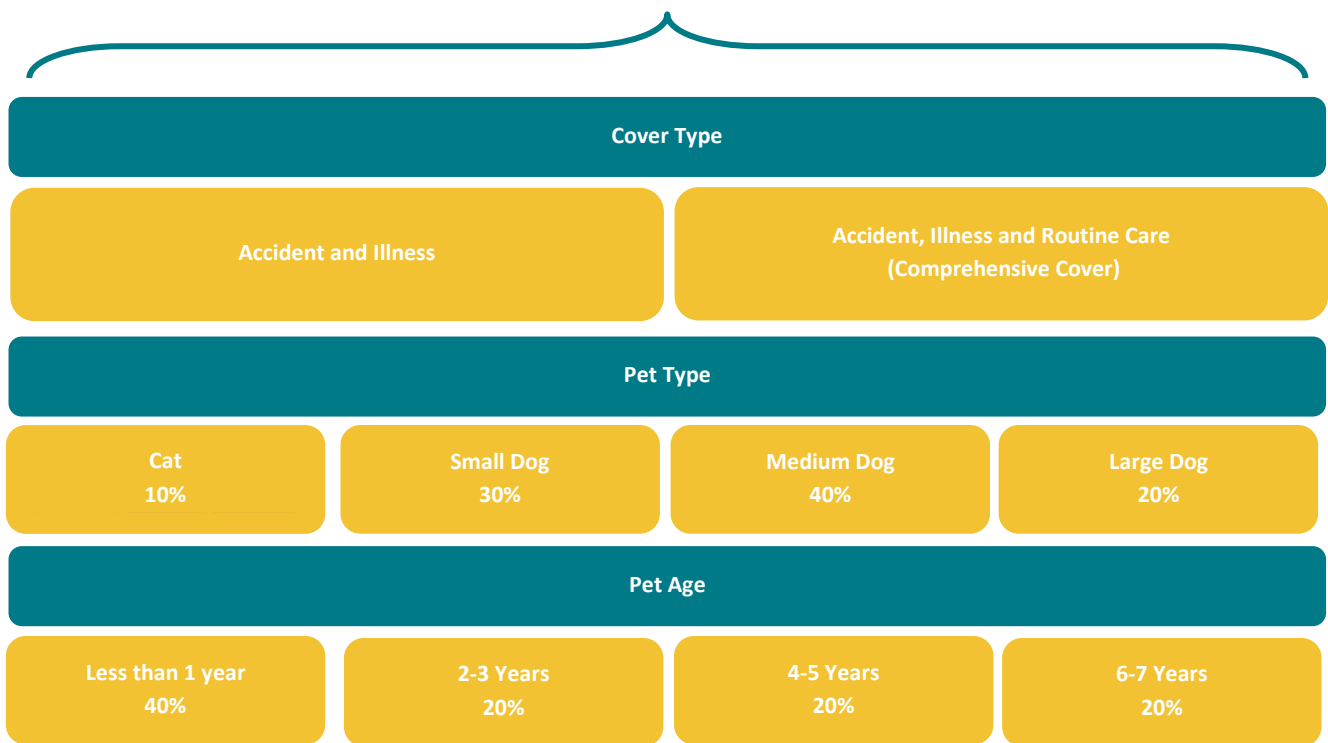 Cover Type
Accident and Illness
Accident, Illness and Routine Care
(Comprehensive Cover)
Pet Type
Cat
10%
Small Dog
30%
Medium Dog
40%
Large Dog
20%
Pet Age
Less than 1 year
40%
2-3 Years
20%
4-5 Years
20%
6-7 Years
20%